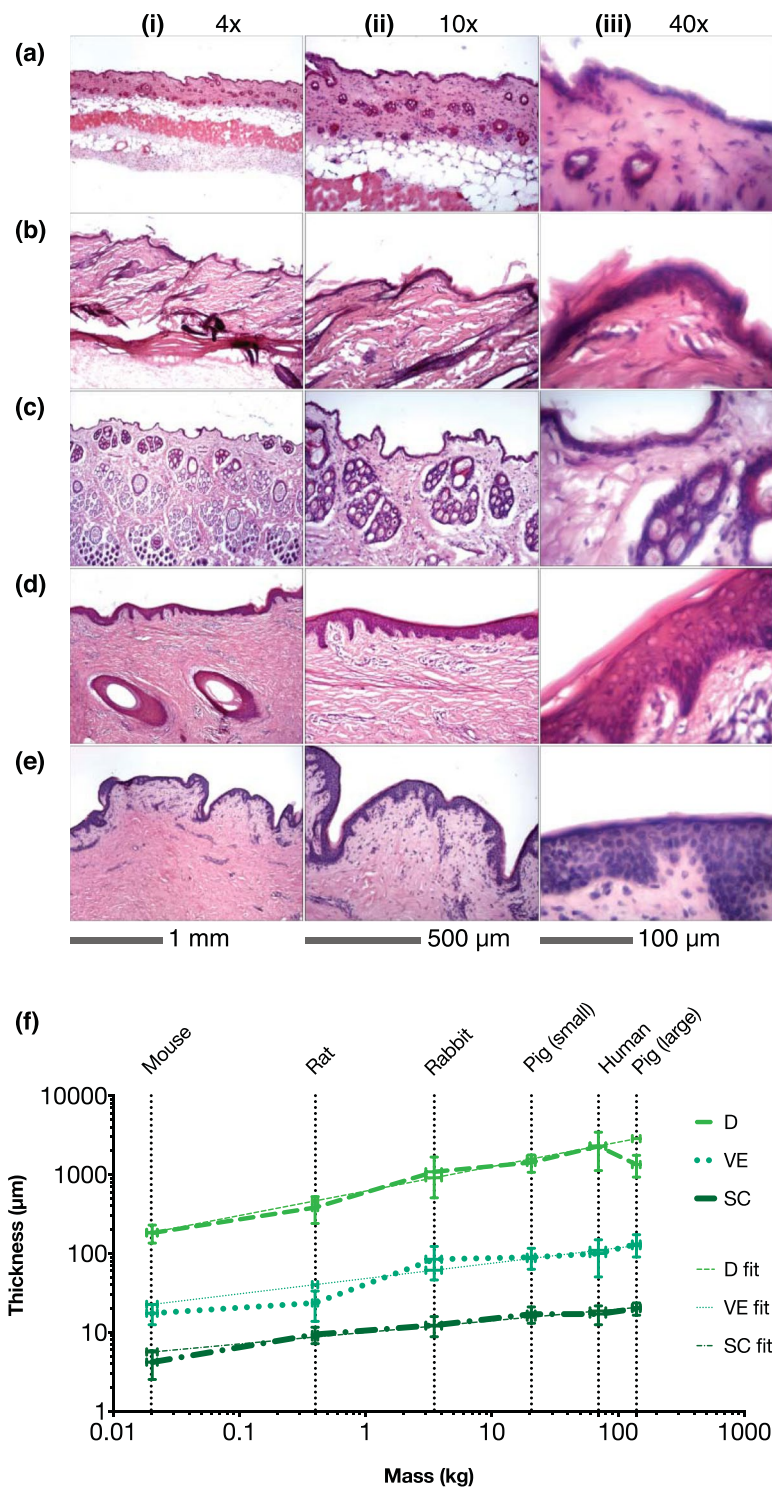 (i) 4x (ii) 10x (iii) 40x
(a)
(b)
(c)
(d)
(e)
1 mm 500 µm 100 µm
(f)
Mouse Rat Rabbit Pig (small) Human Pig (large)
10000
1000
100
10
1
Thickness (µm)
0.01 0.1 1 10 100 1000
Mass (kg)
D
VE
SC
D fit
VE fit
SC fit